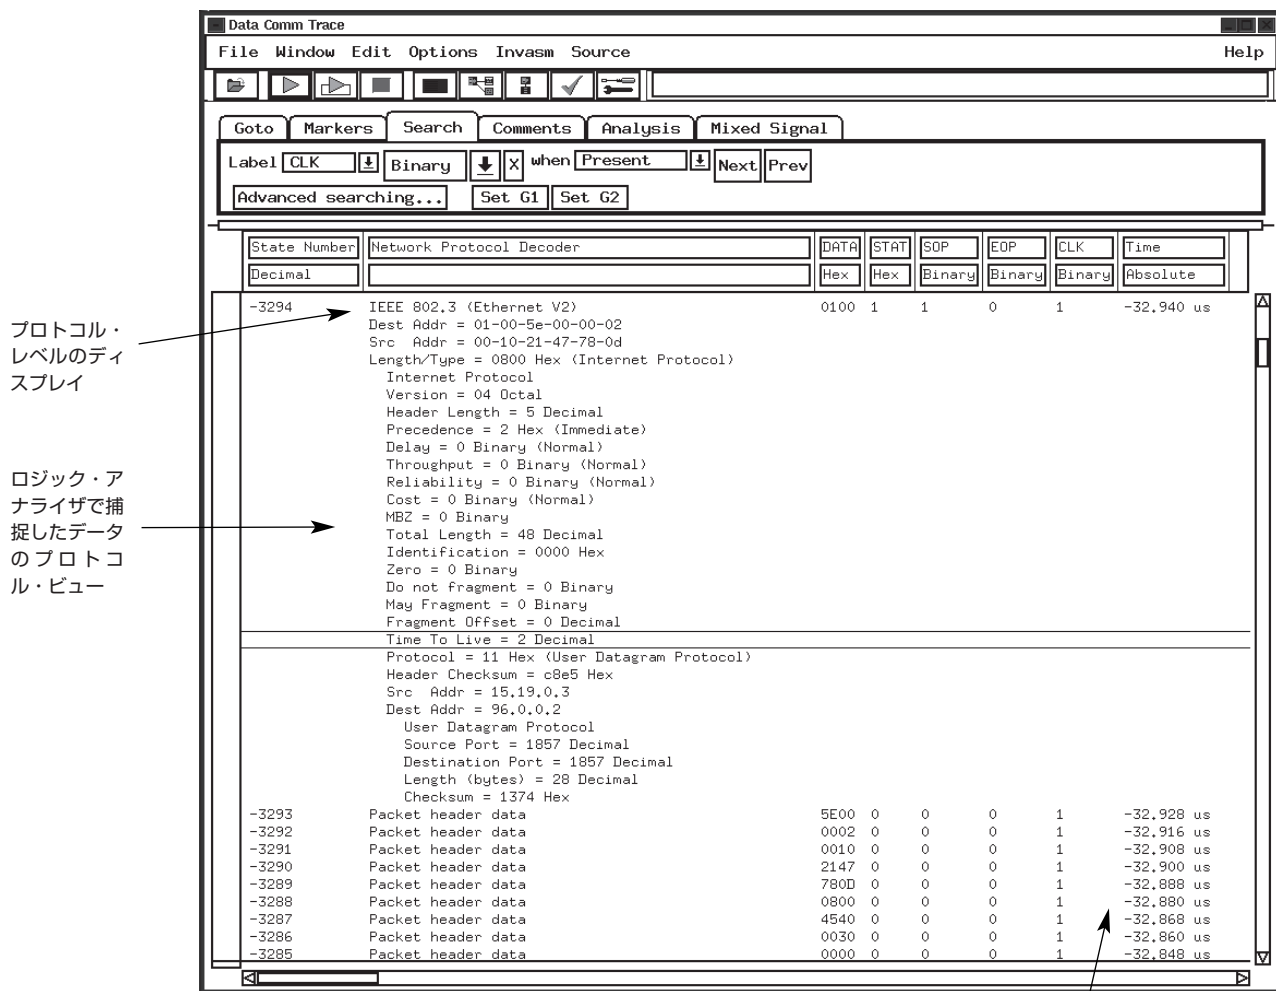 Data Comm Trace
File Window Edit Options Invasm Source Help
Goto Markers Search Comments Analysis Mixed Signal
Label CLK Binary X when Present Next Prev
Advanced searching... Set G1 Set G2
State Number Network Protocol Decoder DATA STAT SOP EOP CLK Time
Decimal Hex Hex Binary Binary Binary Absolute
-3294 IEEE 802.3 (Ethernet V2) 0100 1 1 0 1 -32.940 us
Dest Addr = 01-00-5e-00-00-02
Src Addr = 00-10-21-47-78-0d
Length/Type = 0800 Hex (Internet Protocol)
Internet Protocol
Version = 04 Octal
Header Length = 5 Decimal
Precedence = 2 Hex (Immediate)
Delay = 0 Binary (Normal)
Throughput = 0 Binary (Normal)
Reliability = 0 Binary (Normal)
Cost = 0 Binary (Normal)
MBZ = 0 Binary
Total Length = 48 Decimal
Identification = 0000 Hex
Zero = 0 Binary
Do not fragment = 0 Binary
May Fragment = 0 Binary
Fragment Offset = 0 Decimal
Time To Live = 2 Decimal
Protocol = 11 Hex (User Datagram Protocol)
Header Checksum = c8e5 Hex
Src Addr = 15.19.0.3
Dest Addr = 96.0.0.2
User Datagram Protocol
Source Port = 1857 Decimal
Destination Port = 1857 Decimal
Length (bytes) = 28 Decimal
Checksum = 1374 Hex
-3293 Packet header data 5E00 0 0 0 1 -32.928 us
-3292 Packet header data 0002 0 0 0 1 -32.916 us
-3291 Packet header data 0010 0 0 0 1 -32.908 us
-3290 Packet header data 2147 0 0 0 1 -32.900 us
-3289 Packet header data 780D 0 0 0 1 -32.888 us
-3288 Packet header data 0800 0 0 0 1 -32.880 us
-3287 Packet header data 4540 0 0 0 1 -32.868 us
-3286 Packet header data 0030 0 0 0 1 -32.860 us
-3285 Packet header data 0000 0 0 0 1 -32.848 us
プロトコル・
レベルのディ
スプレイ
ロジック・ア
ナライザで捕
捉したデータ
のプロトコ
ル・ビュー